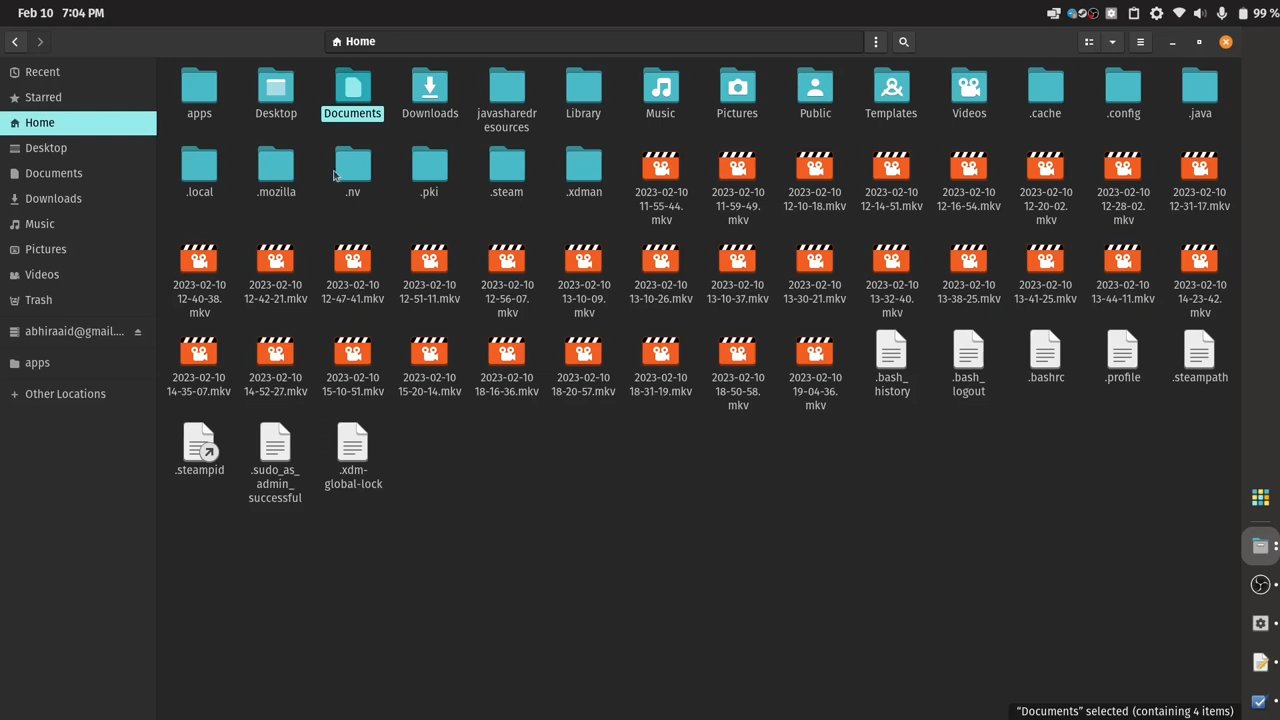 Feb 10 7:04 PM
99 %
Home
Recent
Starred
Home
Desktop
Documents
Downloads
Music
Pictures
Videos
Trash
abhiraaid@gmail....
apps
Other Locations
apps
Desktop
Documents
Downloads
javasharedr
esources
Library
Music
Pictures
Public
Templates
Videos
.cache
.config
.java
.local
.mozilla
.nv
.pki
.steam
.xdman
2023-02-10
11-55-44.
mkv
2023-02-10
11-59-49.
mkv
2023-02-10
12-10-18.mkv
2023-02-10
12-14-51.mkv
2023-02-10
12-16-54.mkv
2023-02-10
12-20-02.
mkv
2023-02-10
12-28-02.
mkv
2023-02-10
12-31-17.mkv
2023-02-10
12-40-38.
mkv
2023-02-10
12-42-21.mkv
2023-02-10
12-47-41.mkv
2023-02-10
12-51-11.mkv
2023-02-10
12-56-07.
mkv
2023-02-10
13-10-09.
mkv
2023-02-10
13-10-26.mkv
2023-02-10
13-10-37.mkv
2023-02-10
13-30-21.mkv
2023-02-10
13-32-40.
mkv
2023-02-10
13-38-25.mkv
2023-02-10
13-41-25.mkv
2023-02-10
13-44-11.mkv
2023-02-10
14-23-42.
mkv
2023-02-10
14-35-07.mkv
2023-02-10
14-52-27.mkv
2023-02-10
15-10-51.mkv
2023-02-10
15-20-14.mkv
2023-02-10
18-16-36.mkv
2023-02-10
18-20-57.mkv
2023-02-10
18-31-19.mkv
2023-02-10
18-50-58.
mkv
2023-02-10
19-04-36.
mkv
.bash_
history
.bash_
logout
.bashrc
.profile
.steampath
.steampid
.sudo_as_
admin_
successful
.xdm-
global-lock
“Documents” selected (containing 4 items)